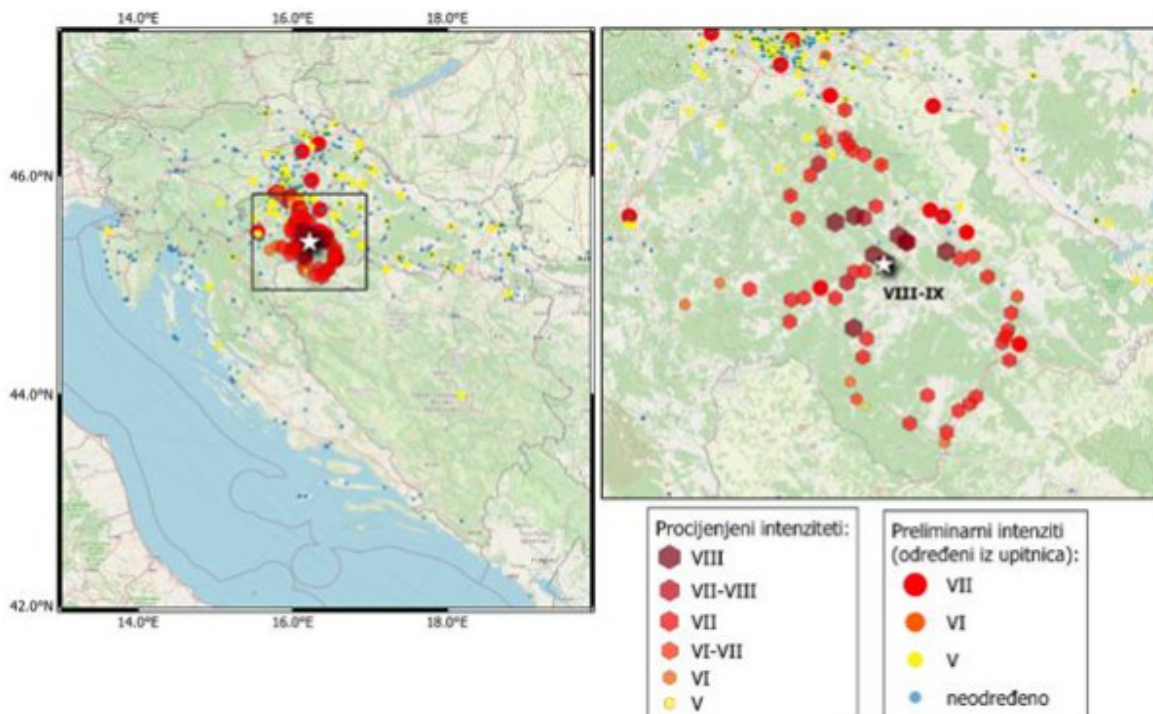 14.0°E 16.0°E 18.0°E
46.0°N
44.0°N
42.0°N
14.0°E 16.0°E 18.0°E
VIII-IX
Procijenjeni intenziteti:
VIII
VII-VIII
VII
VI-VII
VI
V
Preliminarni intenziti
(određeni iz upitnica):
VII
VI
V
neodređeno